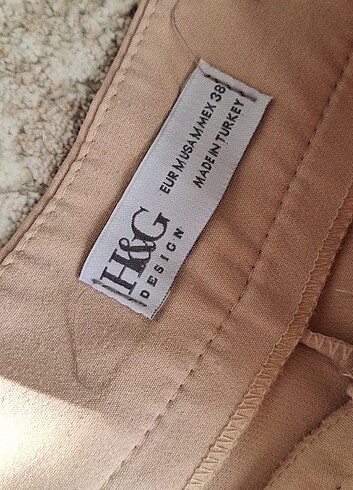 H&G
DESIGN
EUR M USA M MEX 38
MADE IN TURKEY